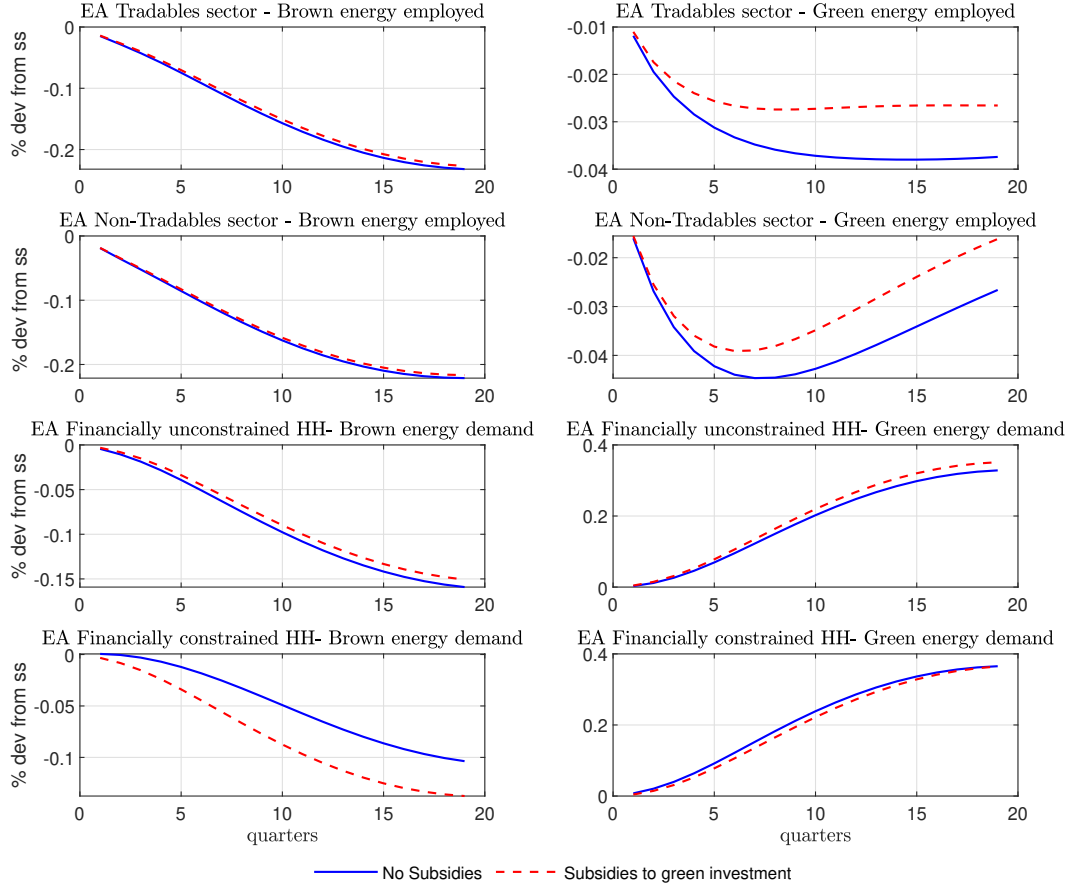 EA Tradables sector - Brown energy employed
EA Tradables sector - Green energy employed
% dev from ss
0
-0.1
-0.2
0 5 10 15 20
-0.01
-0.02
-0.03
-0.04
0 5 10 15 20
EA Non-Tradables sector - Brown energy employed
EA Non-Tradables sector - Green energy employed
% dev from ss
0
-0.1
-0.2
0 5 10 15 20
-0.02
-0.03
-0.04
0 5 10 15 20
EA Financially unconstrained HH- Brown energy demand
EA Financially unconstrained HH- Green energy demand
% dev from ss
0
-0.05
-0.1
-0.15
0 5 10 15 20
0.4
0.2
0
0 5 10 15 20
EA Financially constrained HH- Brown energy demand
EA Financially constrained HH- Green energy demand
% dev from ss
0
-0.05
-0.1
0 5 10 15 20
quarters
0.4
0.2
0
0 5 10 15 20
quarters
No Subsidies
Subsidies to green investment